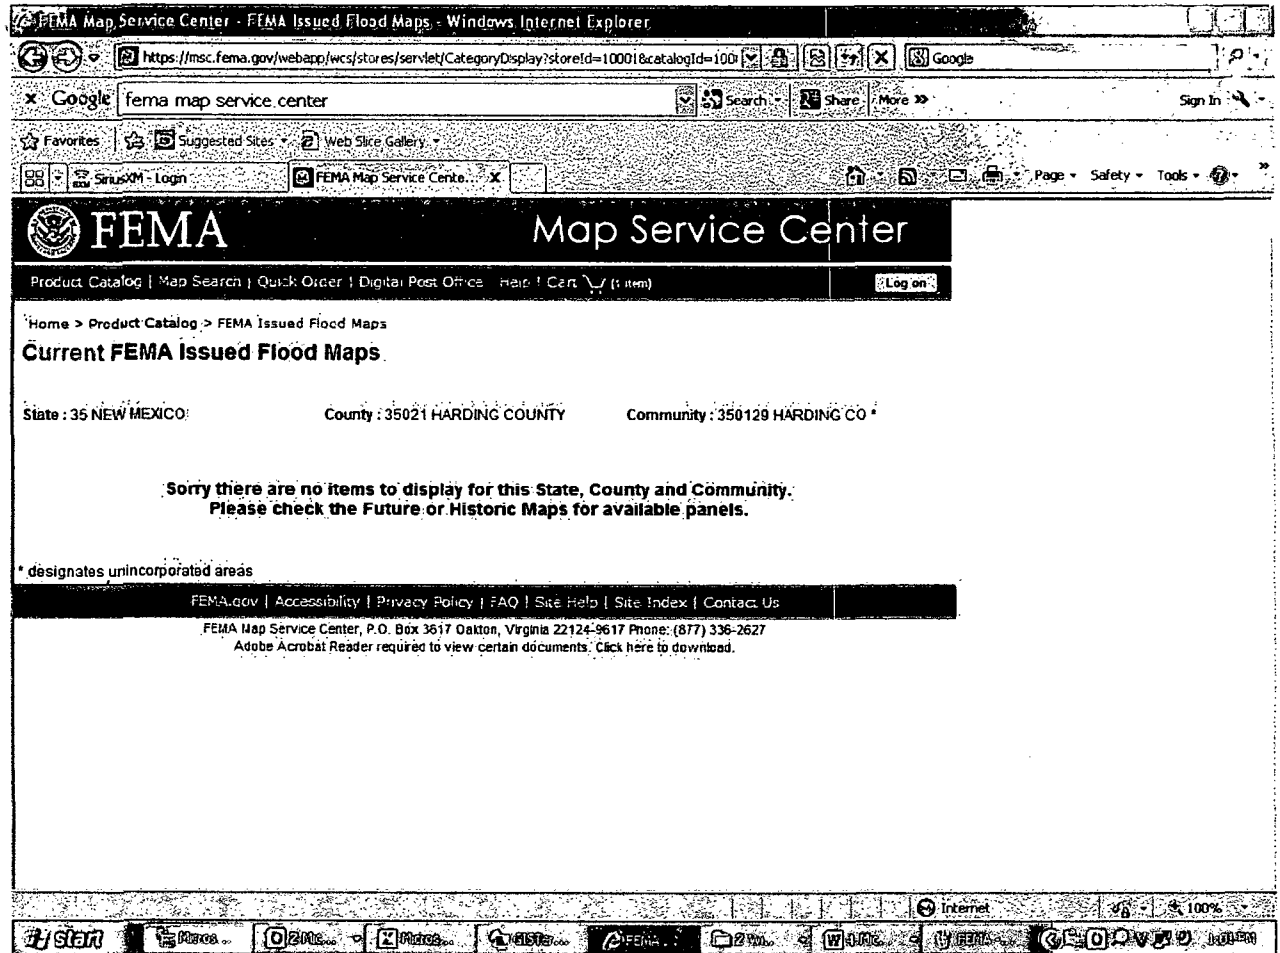 FEMA Map Service Center - FEMA Issued Flood Maps - Windows Internet Explorer
https://msc.fema.gov/webapp/wcs/stores/servlet/CategoryDisplay?storeId=10001&catalogId=100 Google
x Google fema map service center Search Share More >> Sign In
Favorites Suggested Sites Web Slice Gallery
SiriusXM - Login FEMA Map Service Cente... X Page Safety Tools
FEMA Map Service Center
Product Catalog | Map Search | Quick Order | Digital Post Office Help | Cart (1 item) Log on
Home > Product Catalog > FEMA Issued Flood Maps
Current FEMA Issued Flood Maps
State : 35 NEW MEXICO County : 35021 HARDING COUNTY Community : 350129 HARDING CO *
Sorry there are no items to display for this State, County and Community.
Please check the Future or Historic Maps for available panels.
* designates unincorporated areas
FEMA.gov | Accessibility | Privacy Policy | FAQ | Site Help | Site Index | Contact Us
FEMA Map Service Center, P.O. Box 3617 Oakton, Virginia 22124-9617 Phone: (877) 336-2627
Adobe Acrobat Reader required to view certain documents. Click here to download.
Internet 100%
start